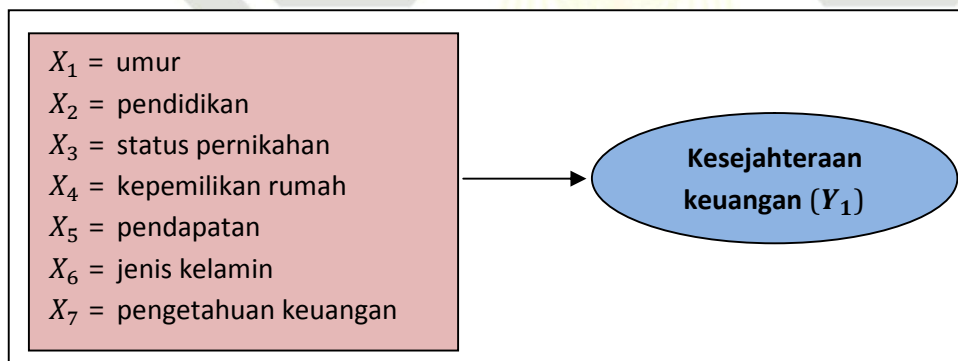 X₁ = umur
X₂ = pendidikan
X₃ = status pernikahan
X₄ = kepemilikan rumah
X₅ = pendapatan
X₆ = jenis kelamin
X₇ = pengetahuan keuangan
Kesejahteraan
keuangan (Y₁)